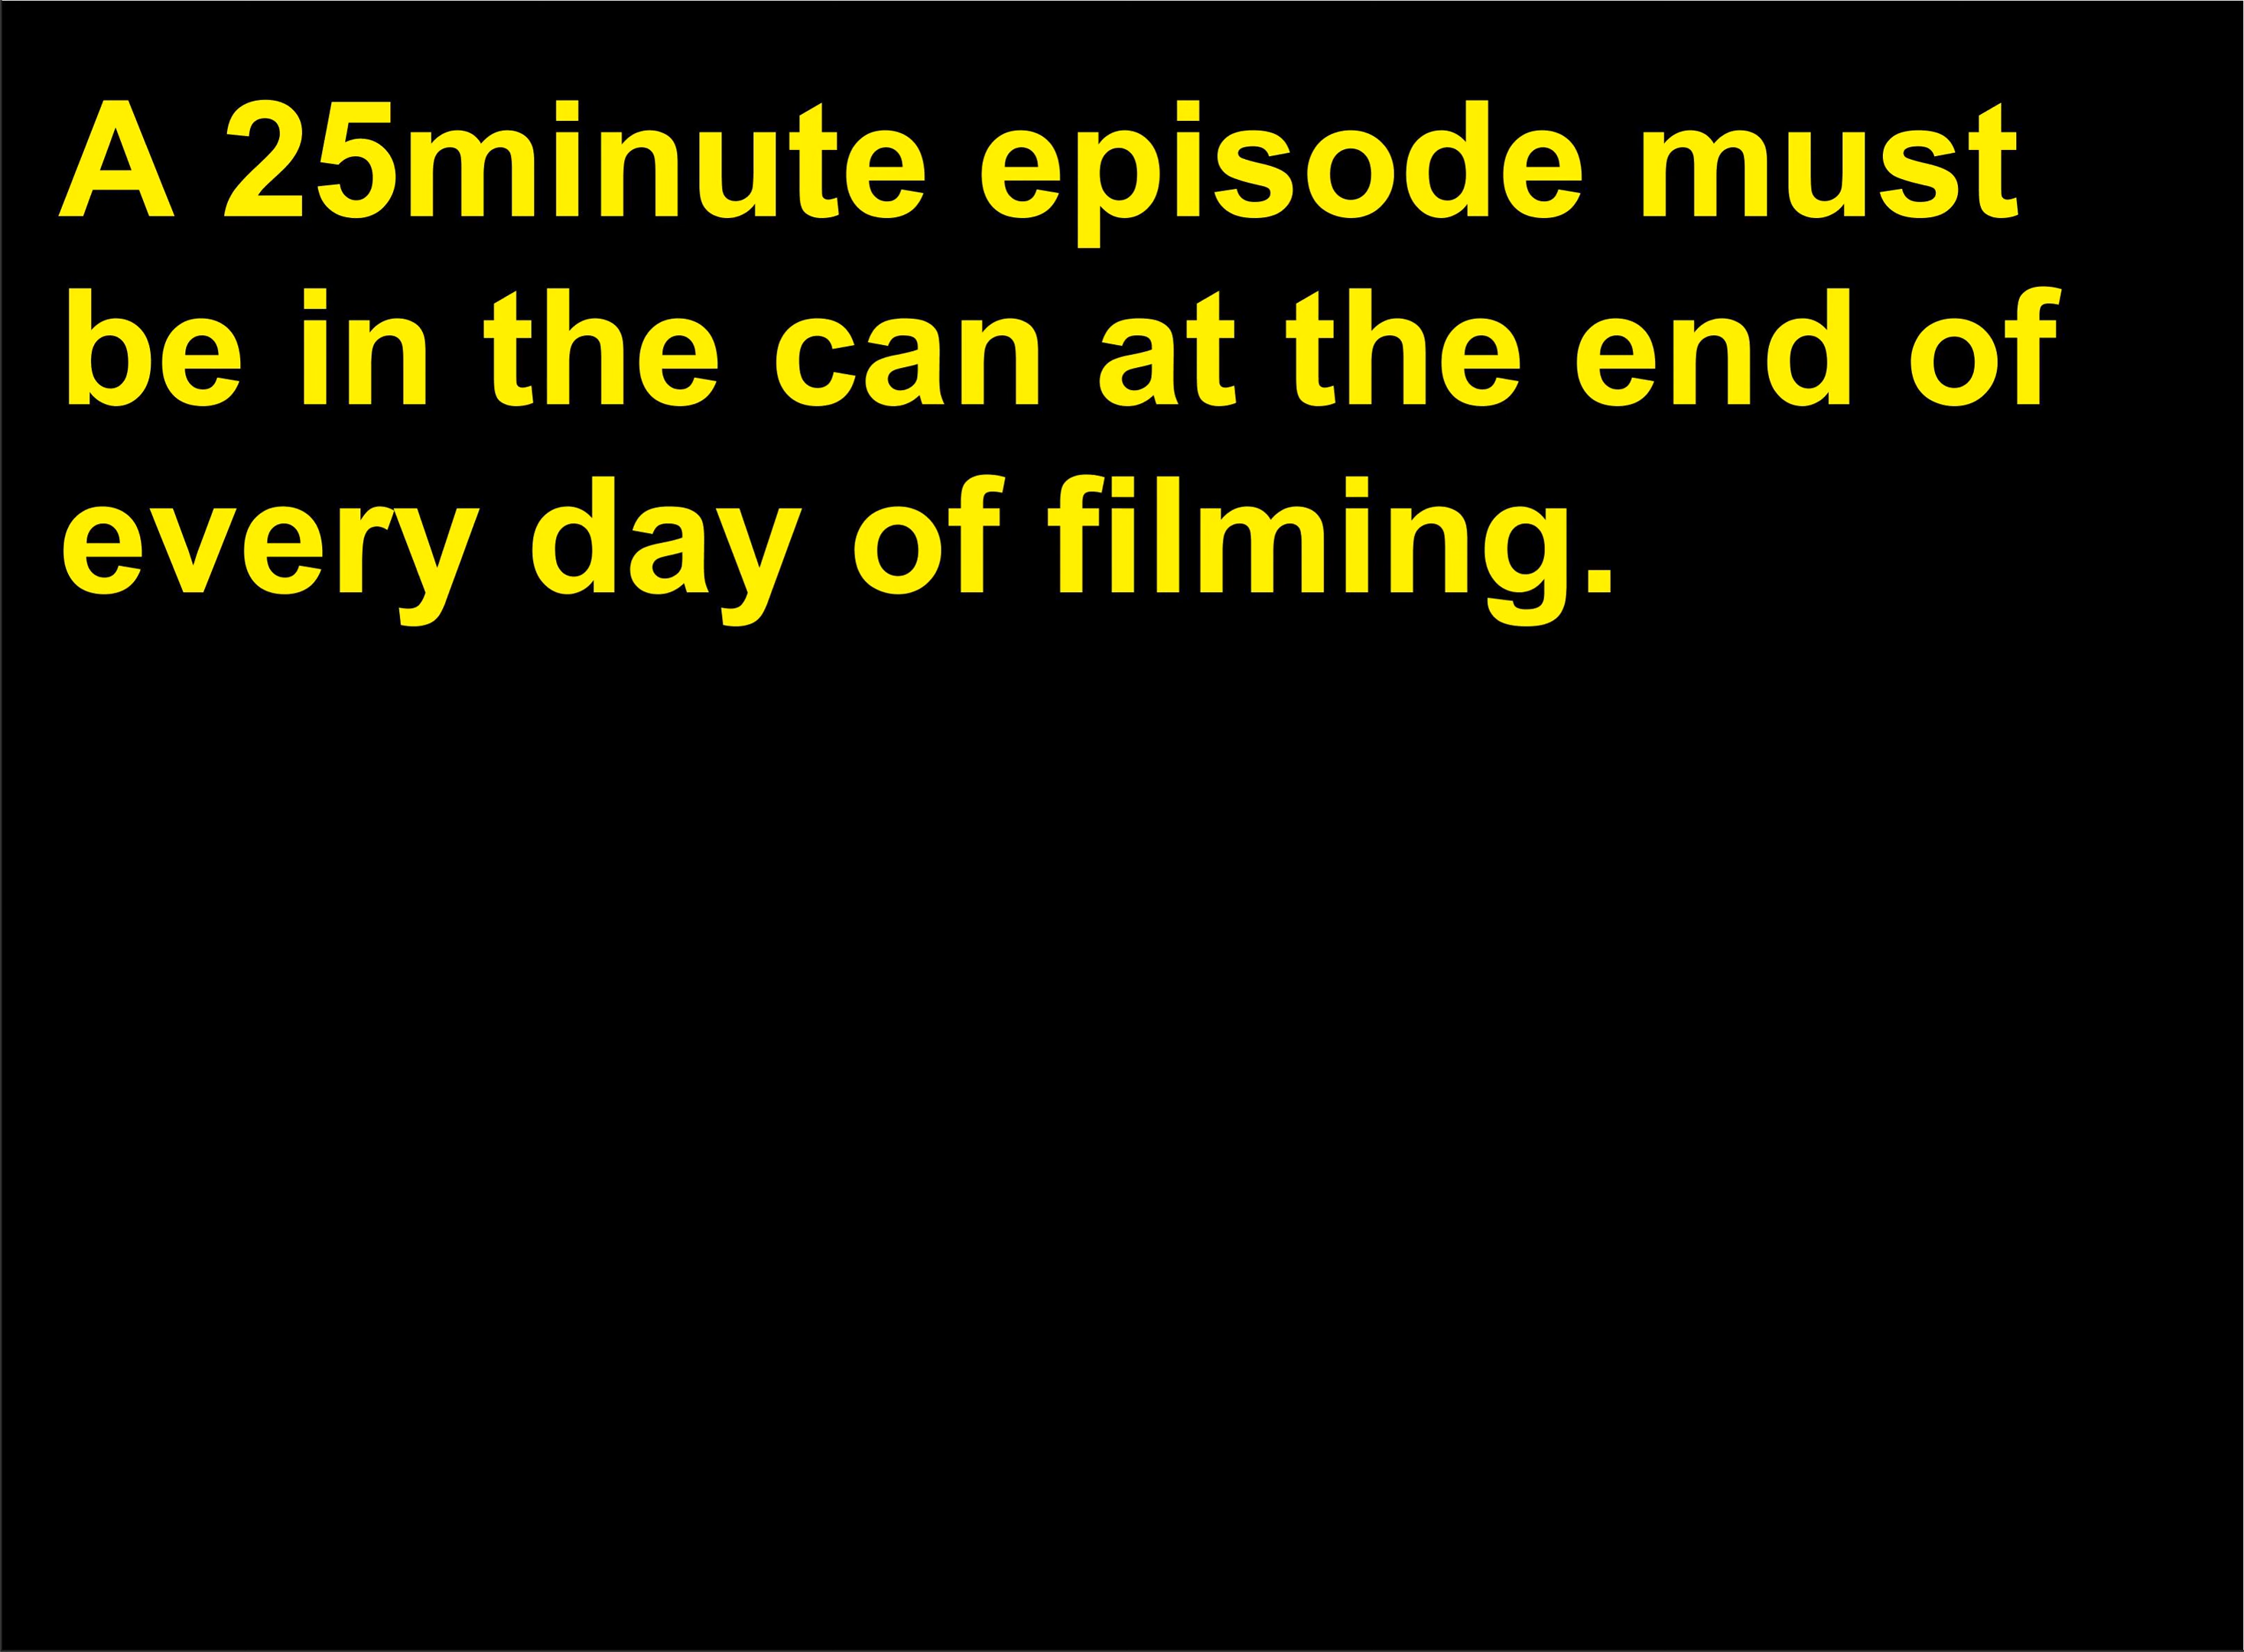 A 25minute episode must
be in the can at the end of
every day of filming.